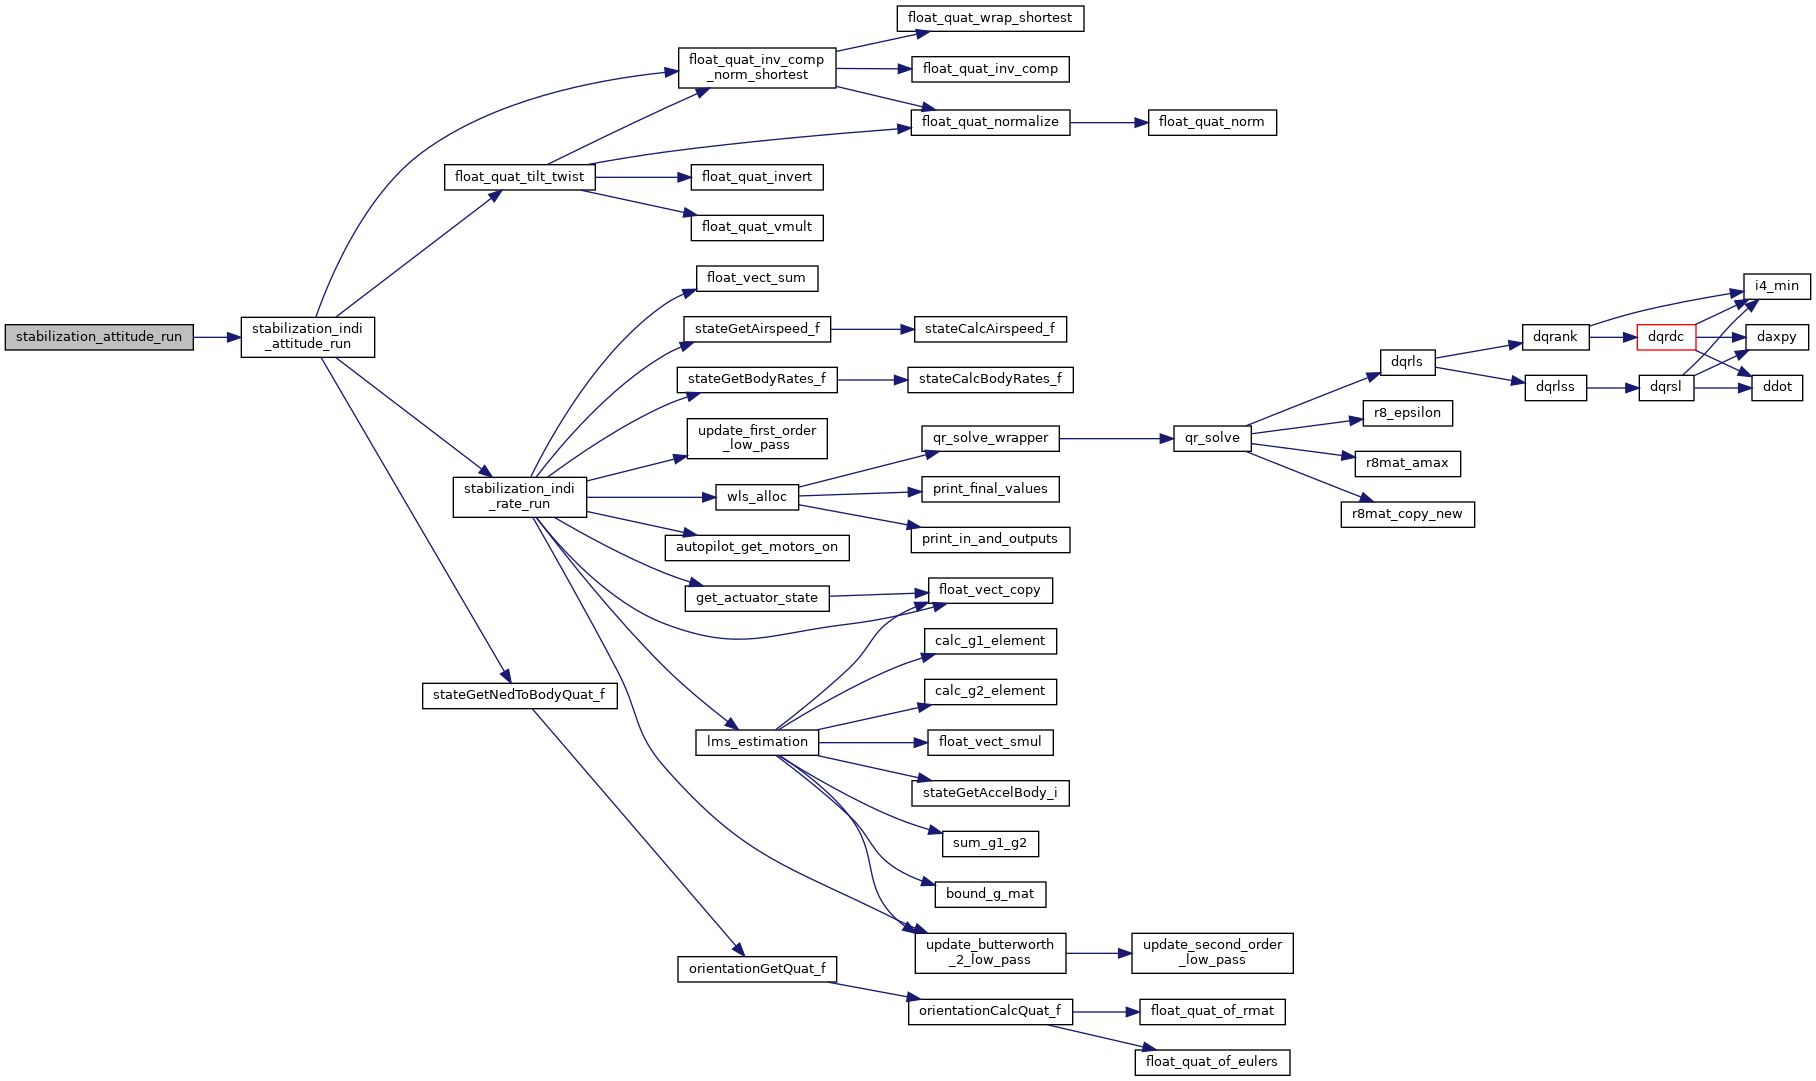 float_quat_wrap_shortest
float_quat_inv_comp
_norm_shortest
float_quat_inv_comp
float_quat_normalize
float_quat_norm
float_quat_tilt_twist
float_quat_invert
float_quat_vmult
float_vect_sum
i4_min
stabilization_attitude_run
stabilization_indi
_attitude_run
stateGetAirspeed_f
stateCalcAirspeed_f
dqrank
dqrdc
daxpy
dqrls
stateGetBodyRates_f
stateCalcBodyRates_f
dqrlss
dqrsl
ddot
r8_epsilon
update_first_order
_low_pass
qr_solve_wrapper
qr_solve
r8mat_amax
stabilization_indi
_rate_run
wls_alloc
print_final_values
r8mat_copy_new
print_in_and_outputs
autopilot_get_motors_on
get_actuator_state
float_vect_copy
calc_g1_element
stateGetNedToBodyQuat_f
calc_g2_element
lms_estimation
float_vect_smul
stateGetAccelBody_i
sum_g1_g2
bound_g_mat
update_butterworth
_2_low_pass
update_second_order
_low_pass
orientationGetQuat_f
orientationCalcQuat_f
float_quat_of_rmat
float_quat_of_eulers